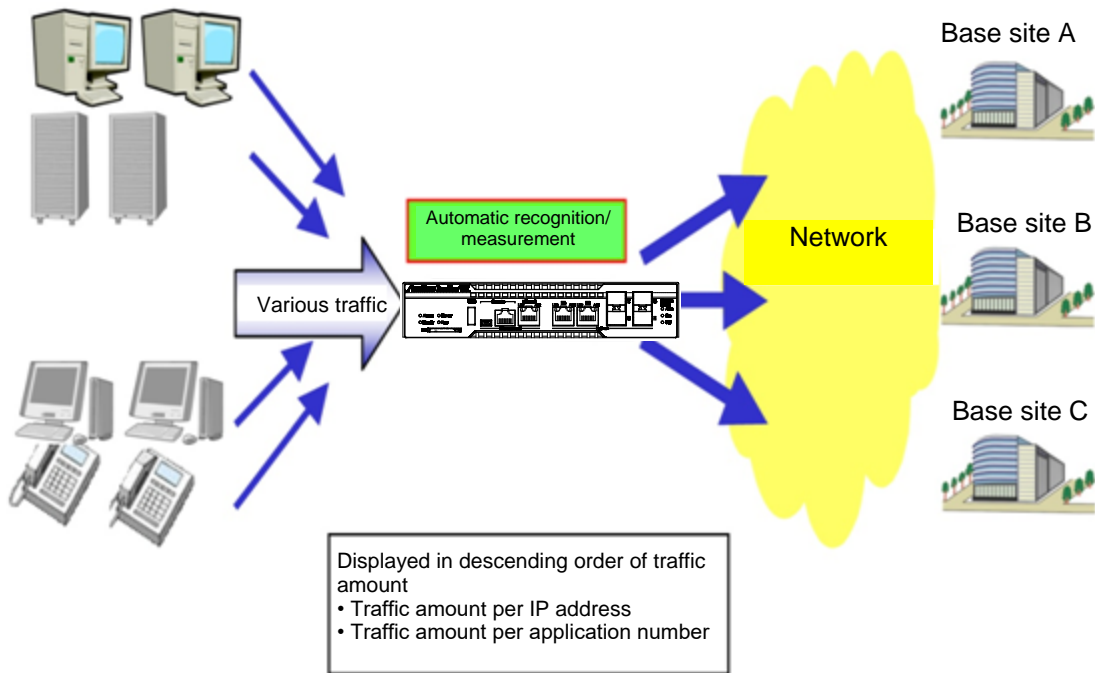 Base site A
Automatic recognition/
measurement
Base site B
Network
Various traffic
Base site C
Displayed in descending order of traffic
amount
• Traffic amount per IP address
• Traffic amount per application number